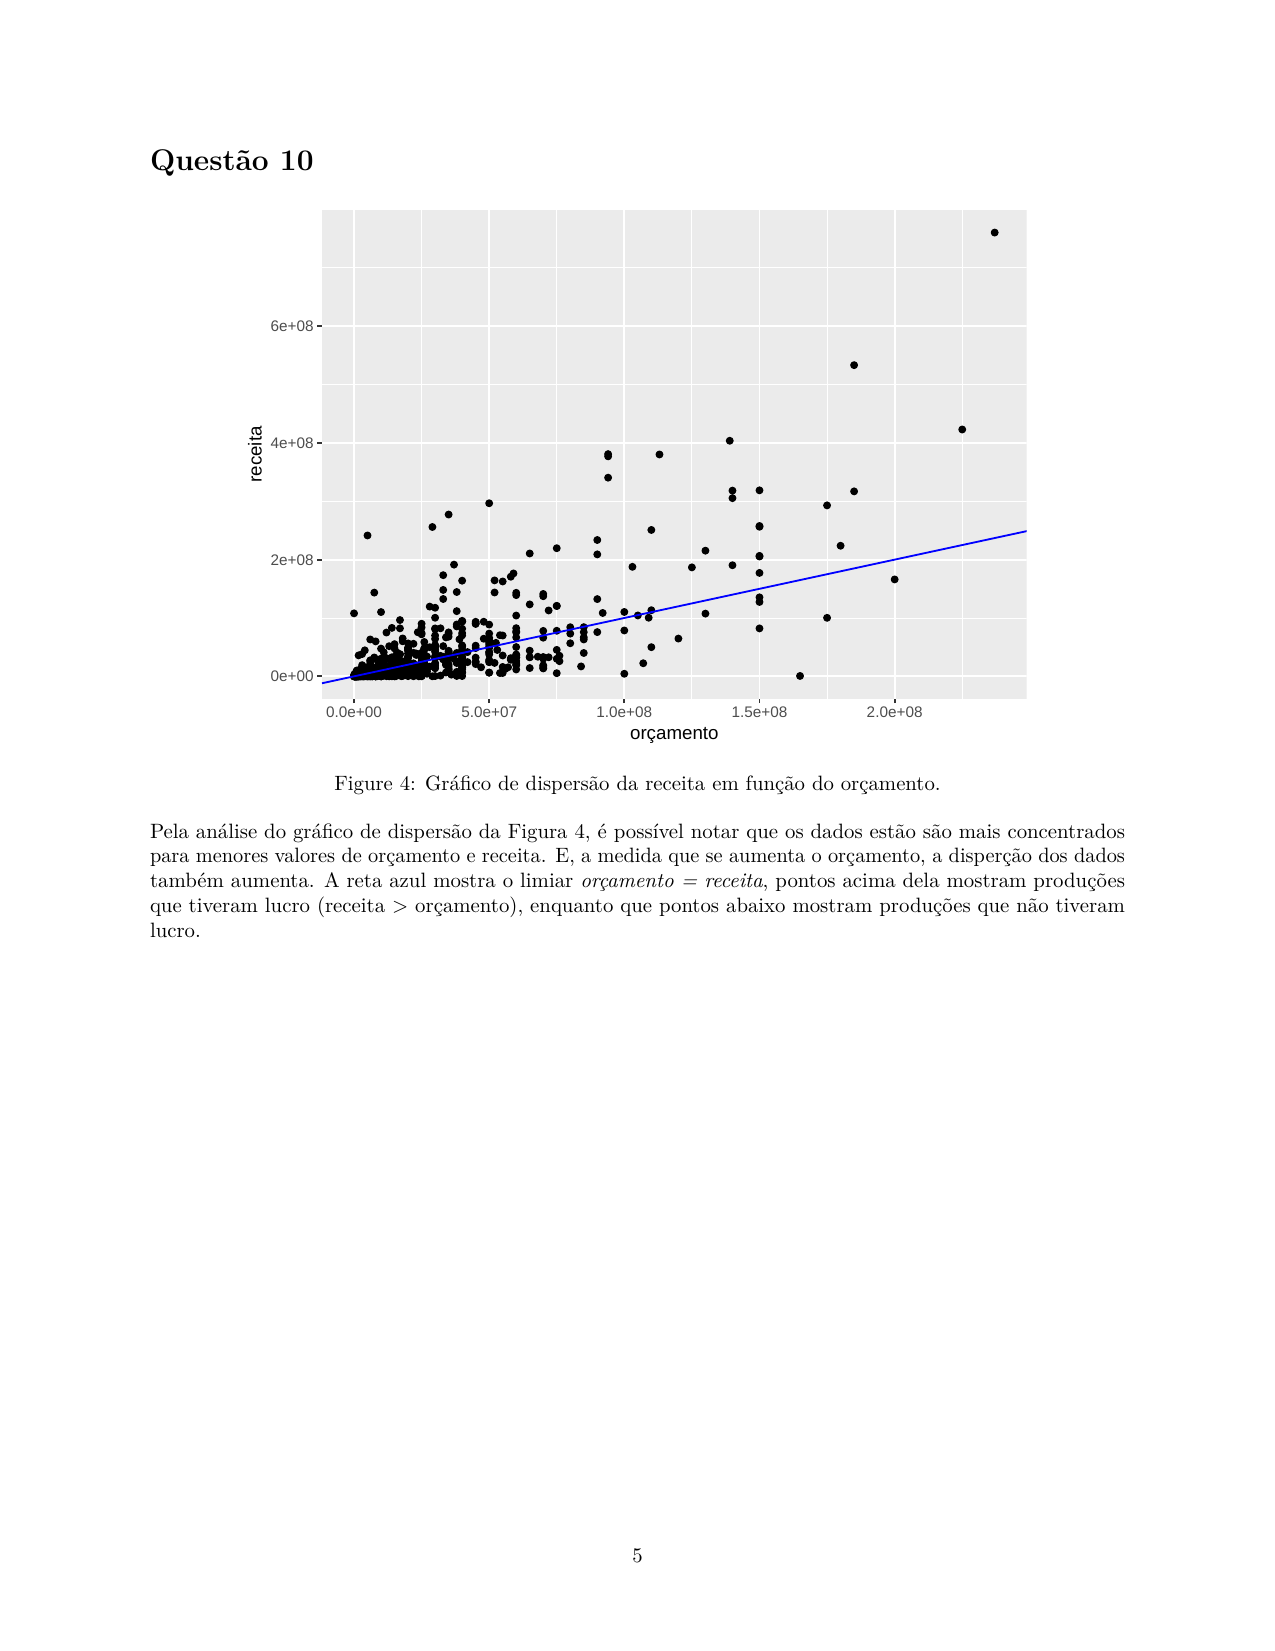 Questão 10
6e+08
4e+08
2e+08
0e+00
receita
0.0e+00 5.0e+07 1.0e+08 1.5e+08 2.0e+08
orçamento
Figure 4: Gráfico de dispersão da receita em função do orçamento.
Pela análise do gráfico de dispersão da Figura 4, é possível notar que os dados estão são mais concentrados
para menores valores de orçamento e receita. E, a medida que se aumenta o orçamento, a disperção dos dados
também aumenta. A reta azul mostra o limiar orçamento = receita, pontos acima dela mostram produções
que tiveram lucro (receita > orçamento), enquanto que pontos abaixo mostram produções que não tiveram
lucro.
5